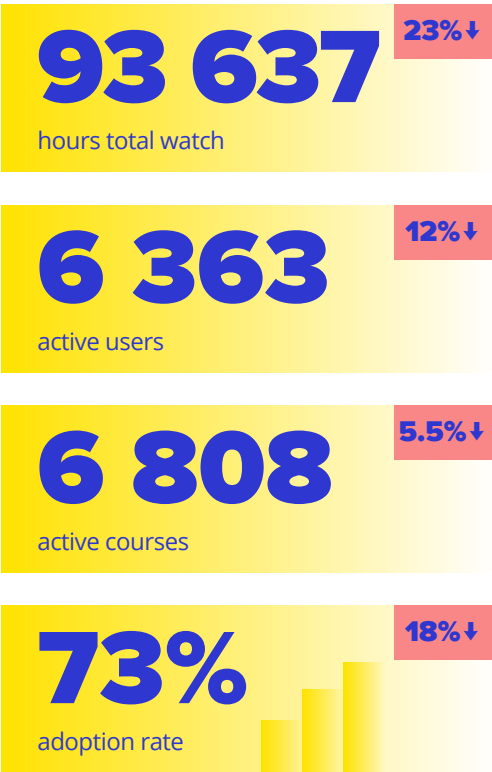 93 637
23%↓
hours total watch
6 363
12%↓
active users
6 808
5.5%↓
active courses
73%
18%↓
adoption rate